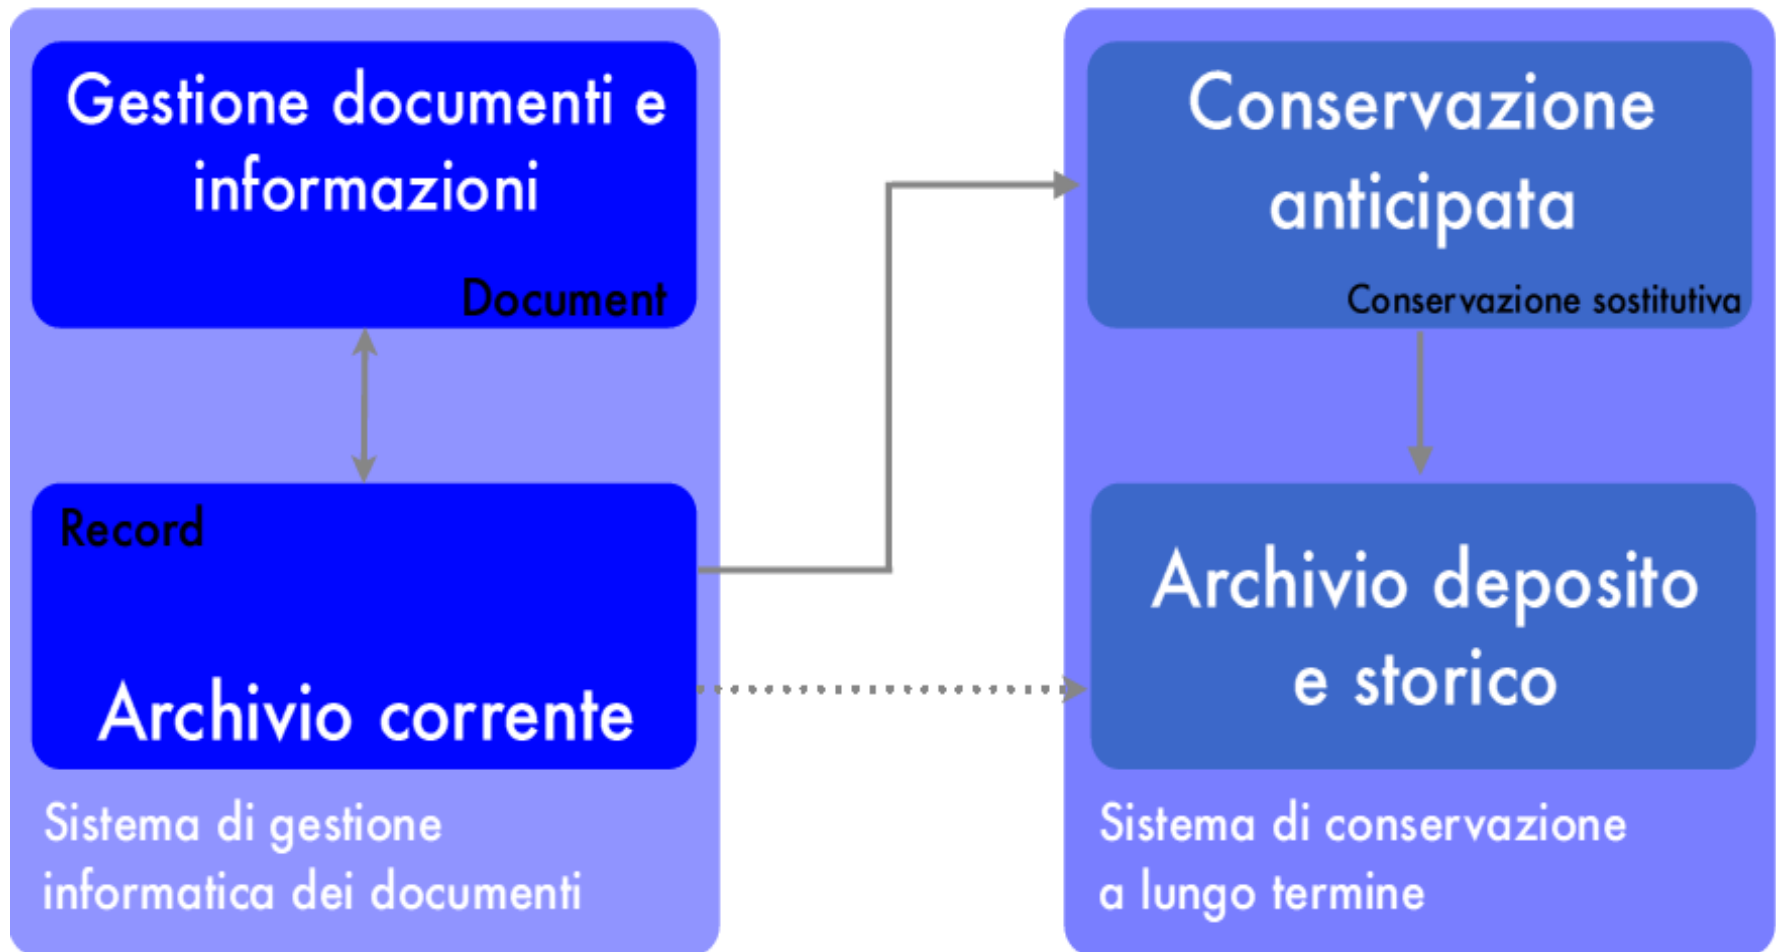 Gestione documenti e
informazioni
Document
Record
Archivio corrente
Sistema di gestione
informatica dei documenti
Conservazione
anticipata
Conservazione sostitutiva
Archivio deposito
e storico
Sistema di conservazione
a lungo termine